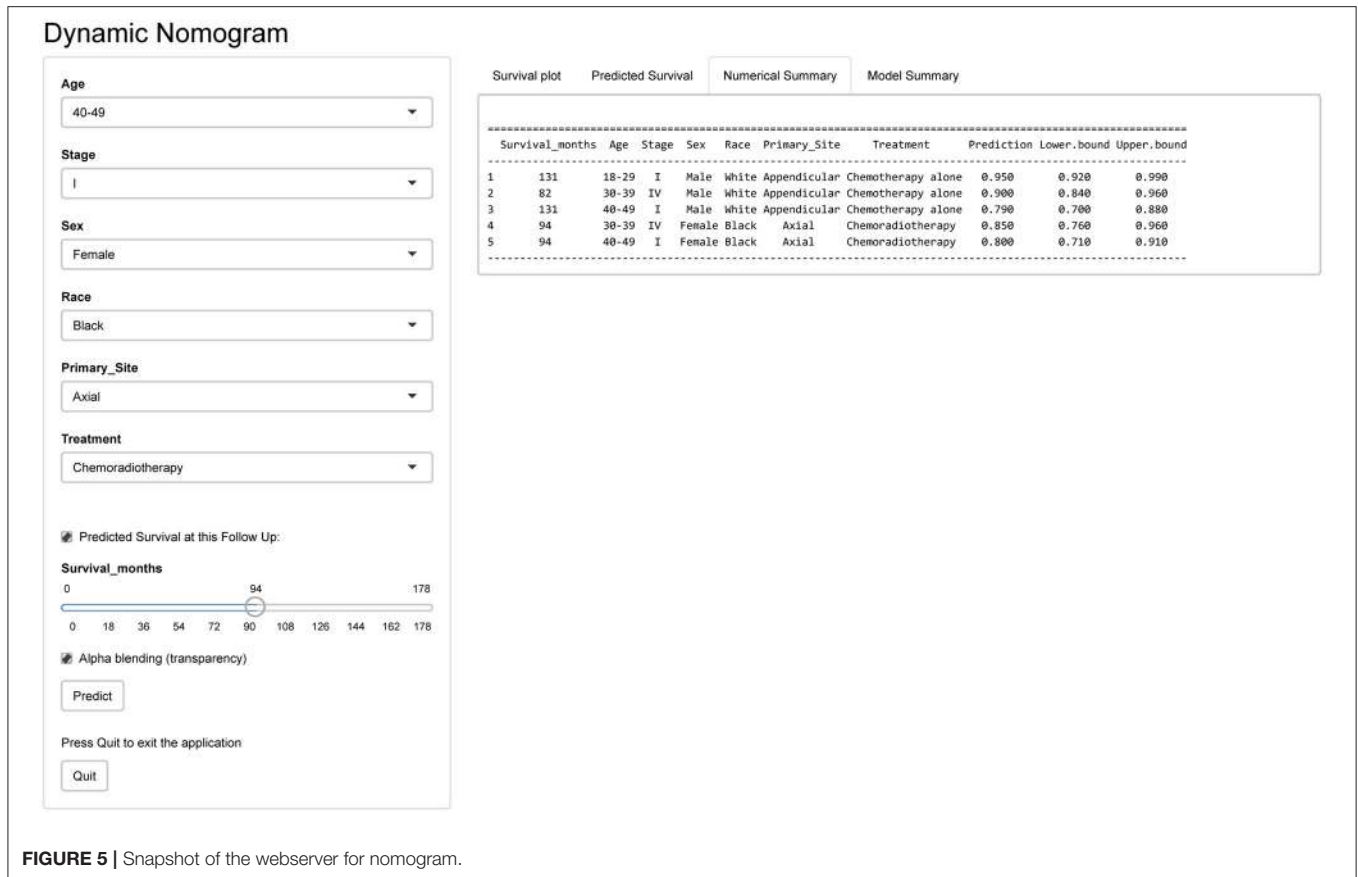 Dynamic Nomogram
Age
40-49
Stage
I
Sex
Female
Race
Black
Primary_Site
Axial
Treatment
Chemoradiotherapy
Predicted Survival at this Follow Up:
Survival_months
0 94 178
0 18 36 54 72 90 108 126 144 162 178
Alpha blending (transparency)
Predict
Press Quit to exit the application
Quit
Survival plot Predicted Survival Numerical Summary Model Summary
Survival_months Age Stage Sex Race Primary_Site Treatment Prediction Lower.bound Upper.bound
1 131 18-29 I Male White Appendicular Chemotherapy alone 0.950 0.920 0.990
2 82 30-39 IV Male White Appendicular Chemotherapy alone 0.900 0.840 0.960
3 131 40-49 I Male White Appendicular Chemotherapy alone 0.790 0.700 0.880
4 94 30-39 IV Female Black Axial Chemoradiotherapy 0.850 0.760 0.960
5 94 40-49 I Female Black Axial Chemoradiotherapy 0.800 0.710 0.910
FIGURE 5 | Snapshot of the webserver for nomogram.